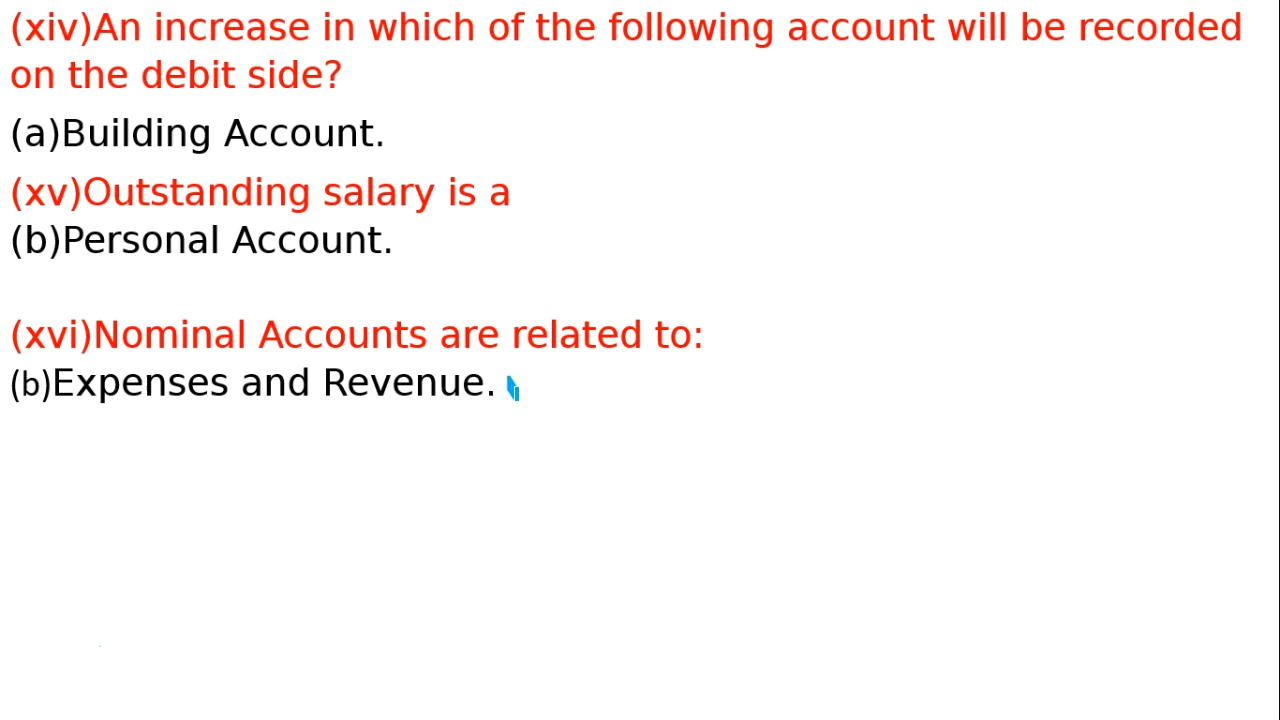 (xiv)An increase in which of the following account will be recorded
on the debit side?
(a)Building Account.
(xv)Outstanding salary is a
(b)Personal Account.
(xvi)Nominal Accounts are related to:
(b)Expenses and Revenue.